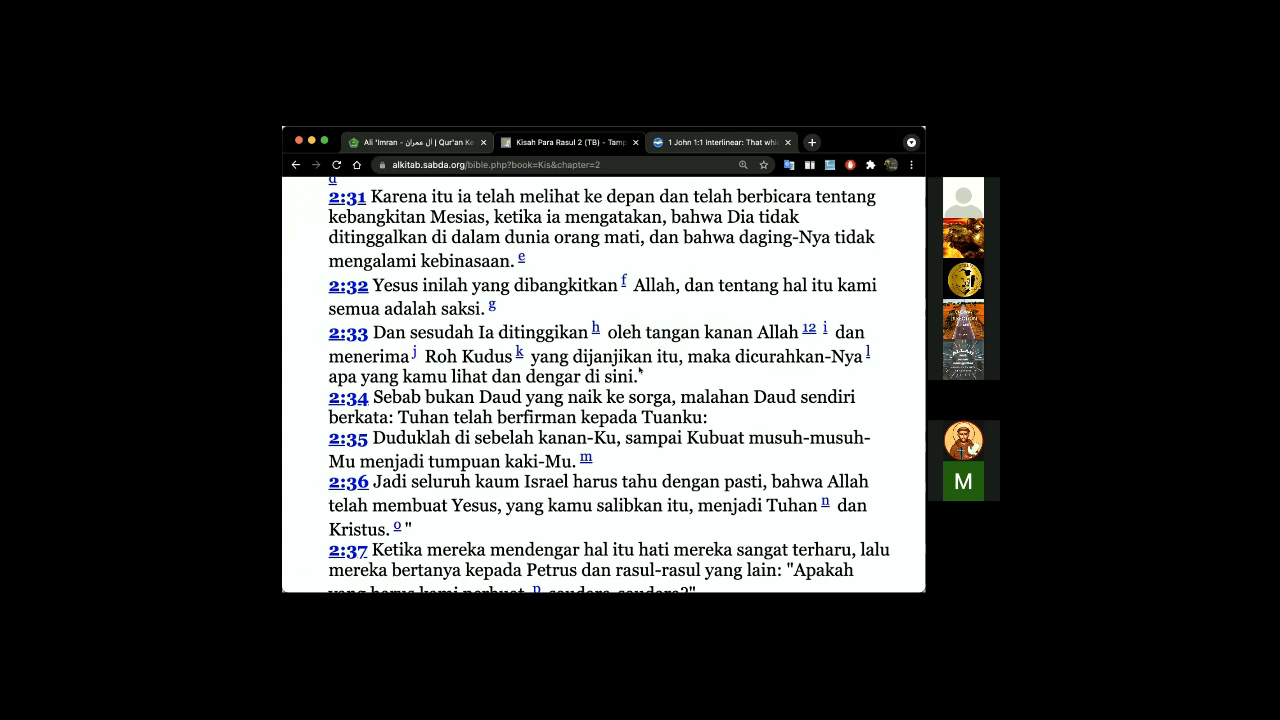 Ali 'Imran - آل عمران | Qur'an Ke
Kisah Para Rasul 2 (TB) - Tamp
1 John 1:1 Interlinear: That whi
alkitab.sabda.org/bible.php?book=Kis&chapter=2
d
2:31 Karena itu ia telah melihat ke depan dan telah berbicara tentang
kebangkitan Mesias, ketika ia mengatakan, bahwa Dia tidak
ditinggalkan di dalam dunia orang mati, dan bahwa daging-Nya tidak
mengalami kebinasaan. e
2:32 Yesus inilah yang dibangkitkan f Allah, dan tentang hal itu kami
semua adalah saksi. g
2:33 Dan sesudah Ia ditinggikan h oleh tangan kanan Allah 12 i dan
menerima j Roh Kudus k yang dijanjikan itu, maka dicurahkan-Nya l
apa yang kamu lihat dan dengar di sini.
2:34 Sebab bukan Daud yang naik ke sorga, malahan Daud sendiri
berkata: Tuhan telah berfirman kepada Tuanku:
2:35 Duduklah di sebelah kanan-Ku, sampai Kubuat musuh-musuh-
Mu menjadi tumpuan kaki-Mu. m
2:36 Jadi seluruh kaum Israel harus tahu dengan pasti, bahwa Allah
telah membuat Yesus, yang kamu salibkan itu, menjadi Tuhan n dan
Kristus. o "
2:37 Ketika mereka mendengar hal itu hati mereka sangat terharu, lalu
mereka bertanya kepada Petrus dan rasul-rasul yang lain: "Apakah
yang harus kami perbuat, p saudara-saudara?"
M